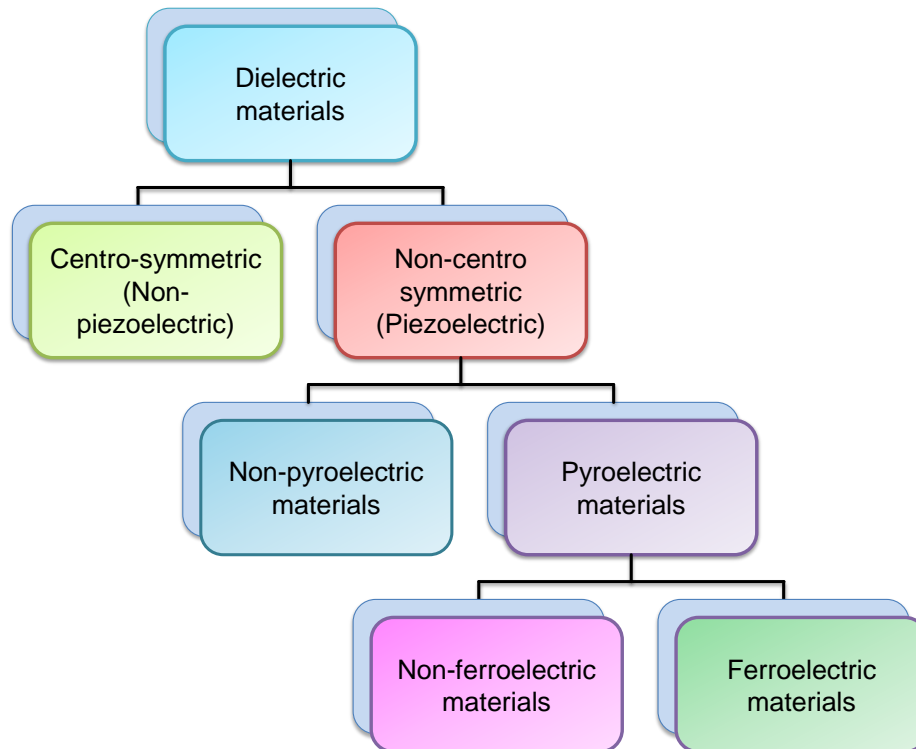 Dielectric
materials
Centro-symmetric
(Non-
piezoelectric)
Non-centro
symmetric
(Piezoelectric)
Non-pyroelectric
materials
Pyroelectric
materials
Non-ferroelectric
materials
Ferroelectric
materials